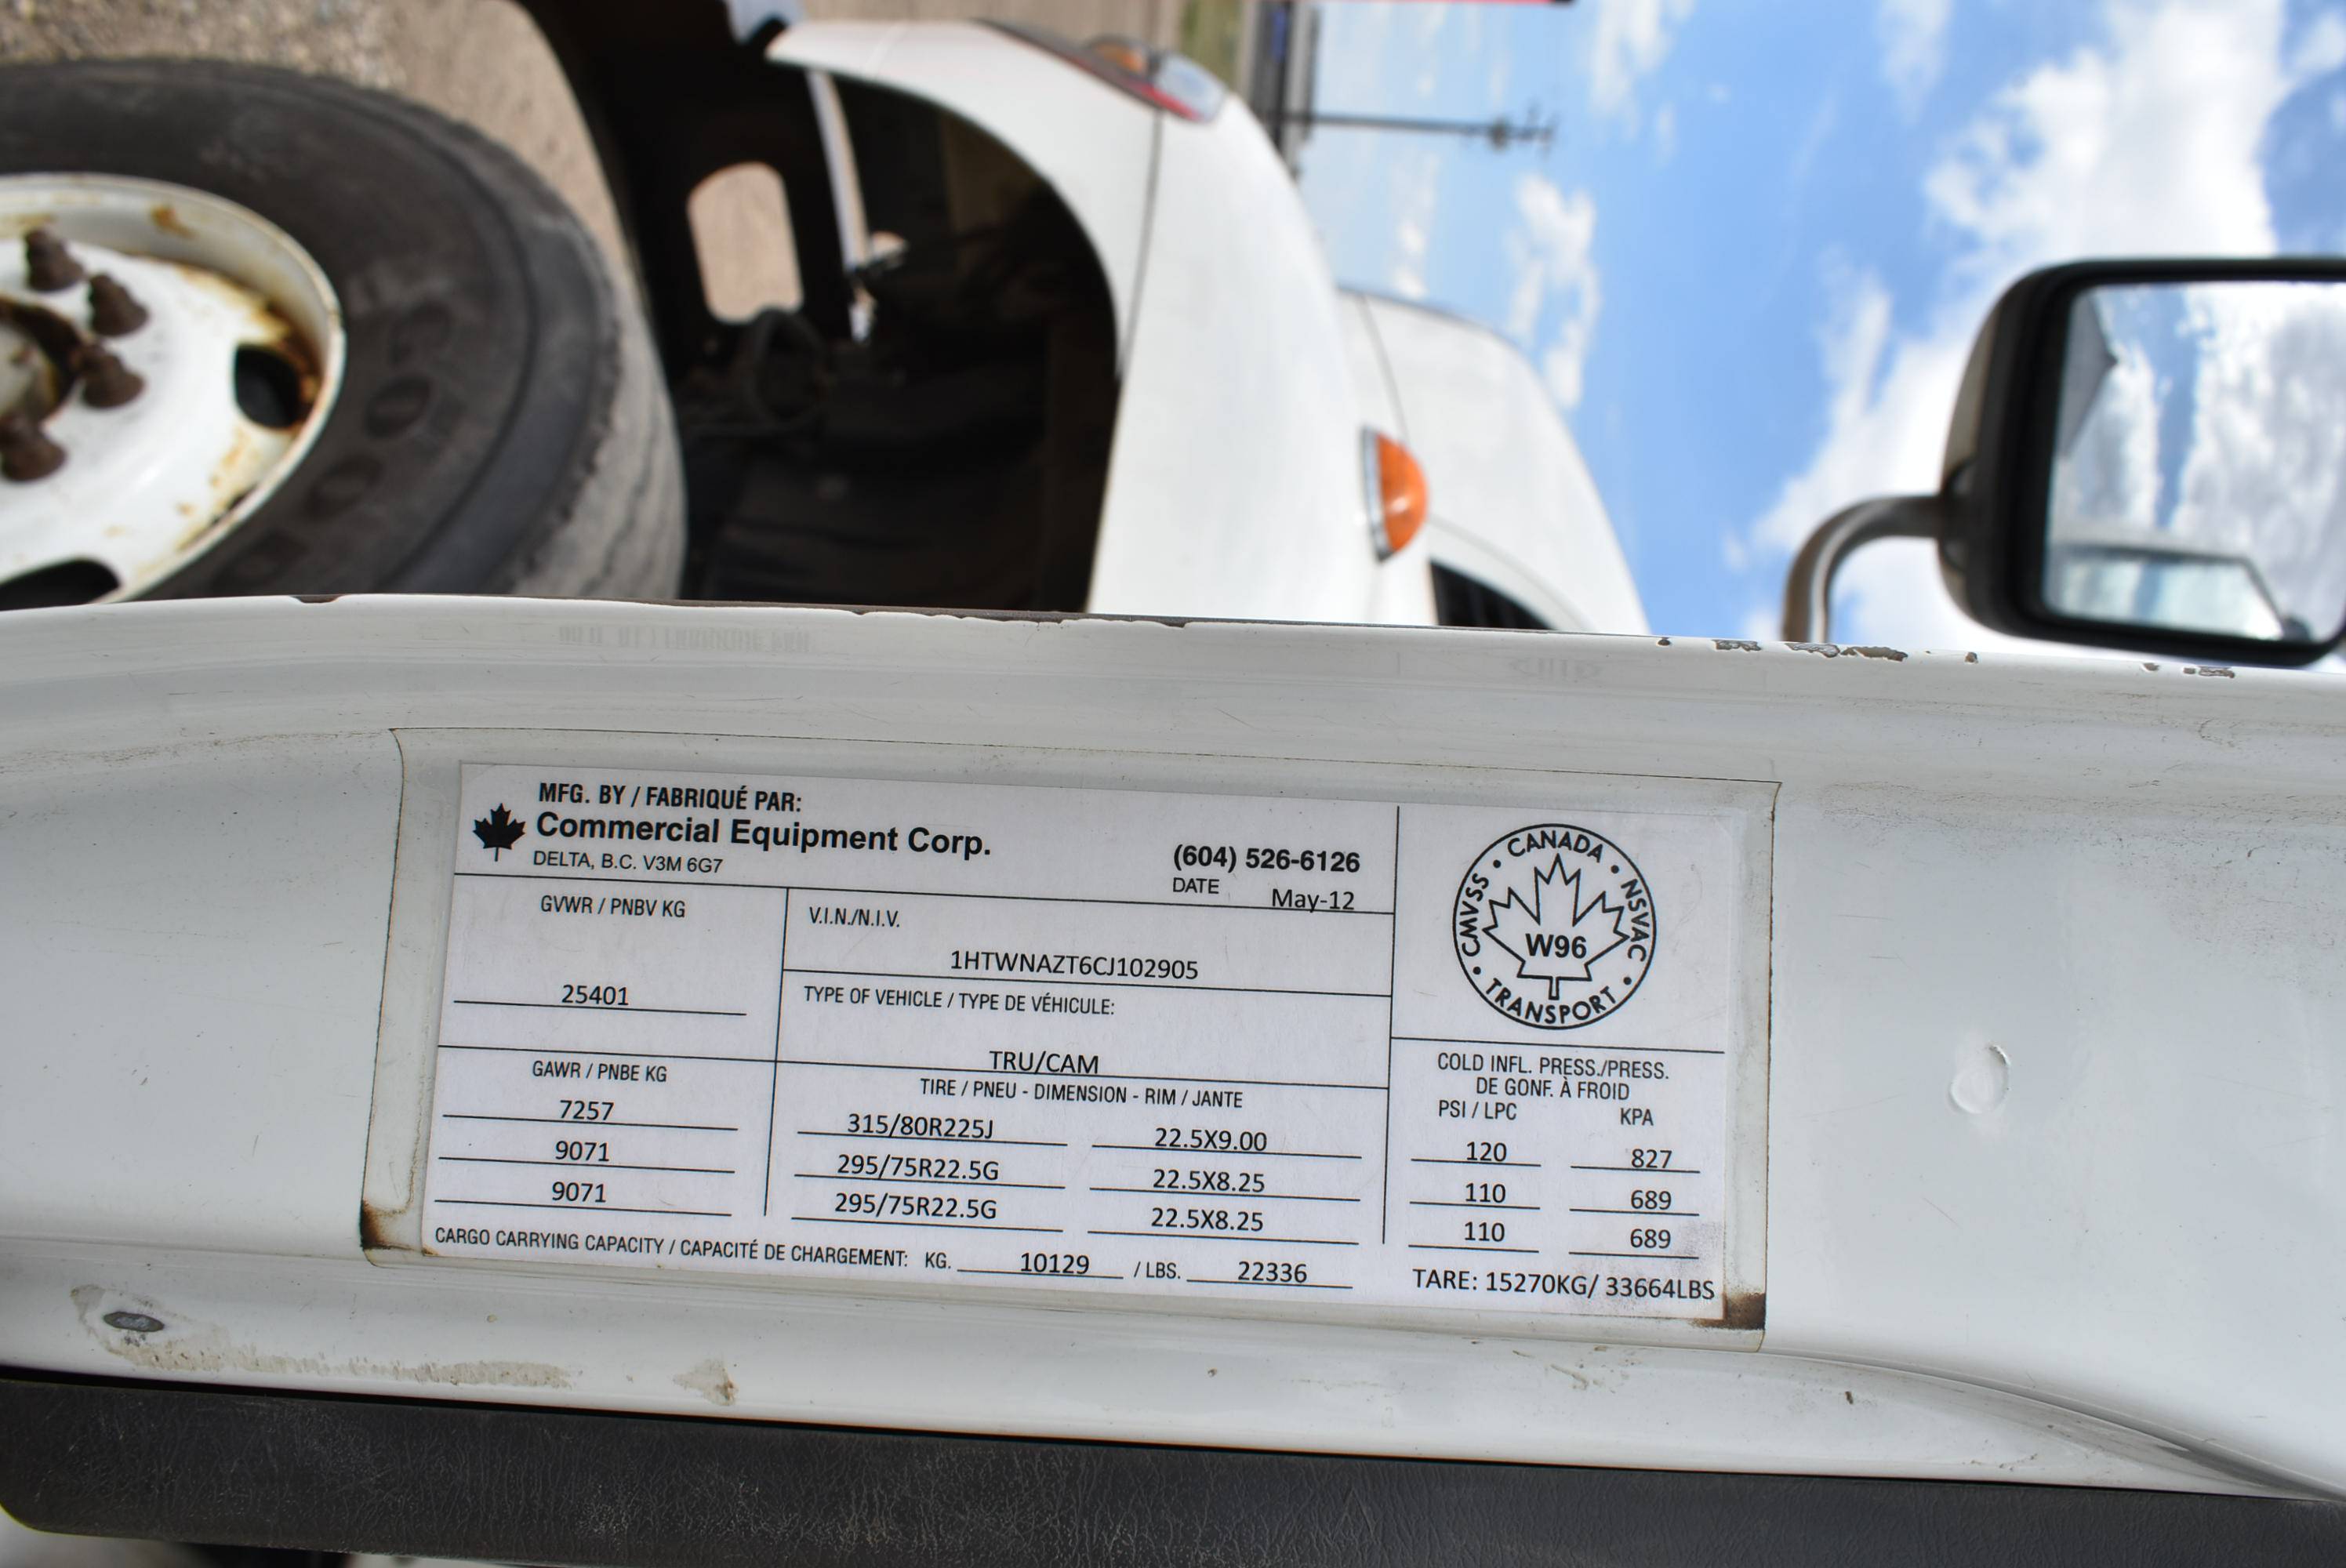 MFG. BY / FABRIQUÉ PAR:
Commercial Equipment Corp.
DELTA, B.C. V3M 6G7
(604) 526-6126
DATE May-12
GVWR / PNBV KG
25401
V.I.N./N.I.V.
1HTWNAZT6CJ102905
TYPE OF VEHICLE / TYPE DE VÉHICULE:
TRU/CAM
CANADA
CMVSS • NSVAC
W96
TRANSPORT
GAWR / PNBE KG
TIRE / PNEU - DIMENSION - RIM / JANTE
COLD INFL. PRESS./PRESS.
DE GONF. À FROID
PSI / LPC KPA
7257 315/80R225J 22.5X9.00 120 827
9071 295/75R22.5G 22.5X8.25 110 689
9071 295/75R22.5G 22.5X8.25 110 689
CARGO CARRYING CAPACITY / CAPACITÉ DE CHARGEMENT: KG. 10129 / LBS. 22336
TARE: 15270KG/ 33664LBS